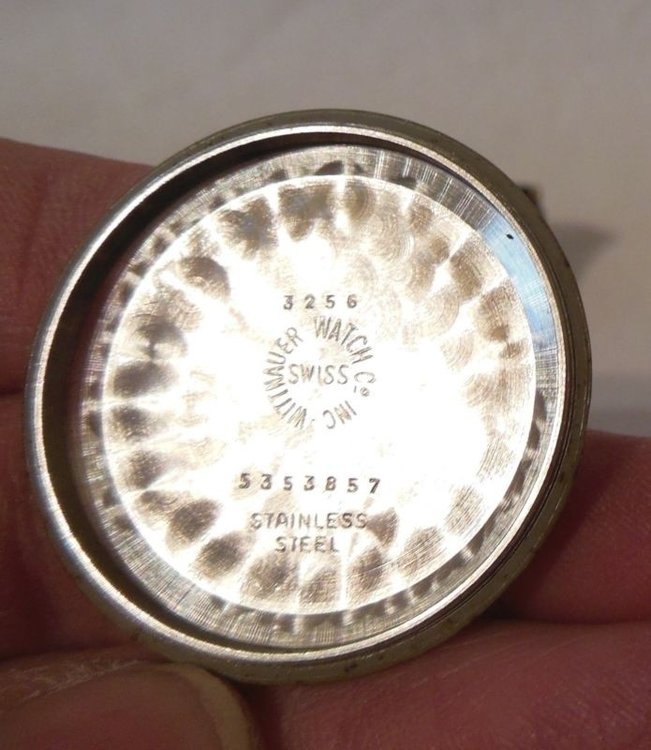 3256
WITTNAUER WATCH Co INC.
SWISS
5353857
STAINLESS
STEEL